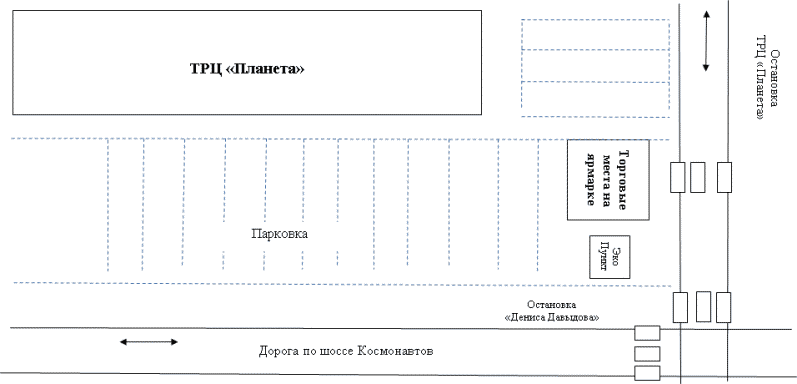 ТРЦ «Планета»
Остановка
ТРЦ «Планета»
Торговые
места на
ярмарке
Парковка
Эко
Пункт
Остановка
«Дениса Давыдова»
Дорога по шоссе Космонавтов